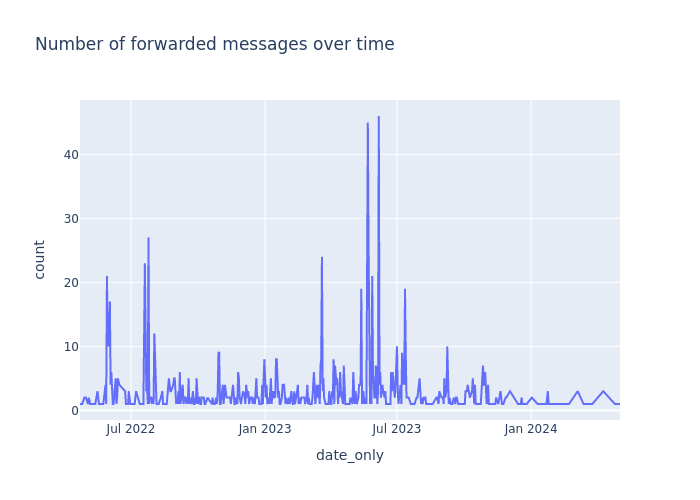 Number of forwarded messages over time
40
30
20
10
0
count
Jul 2022
Jan 2023
Jul 2023
Jan 2024
date_only